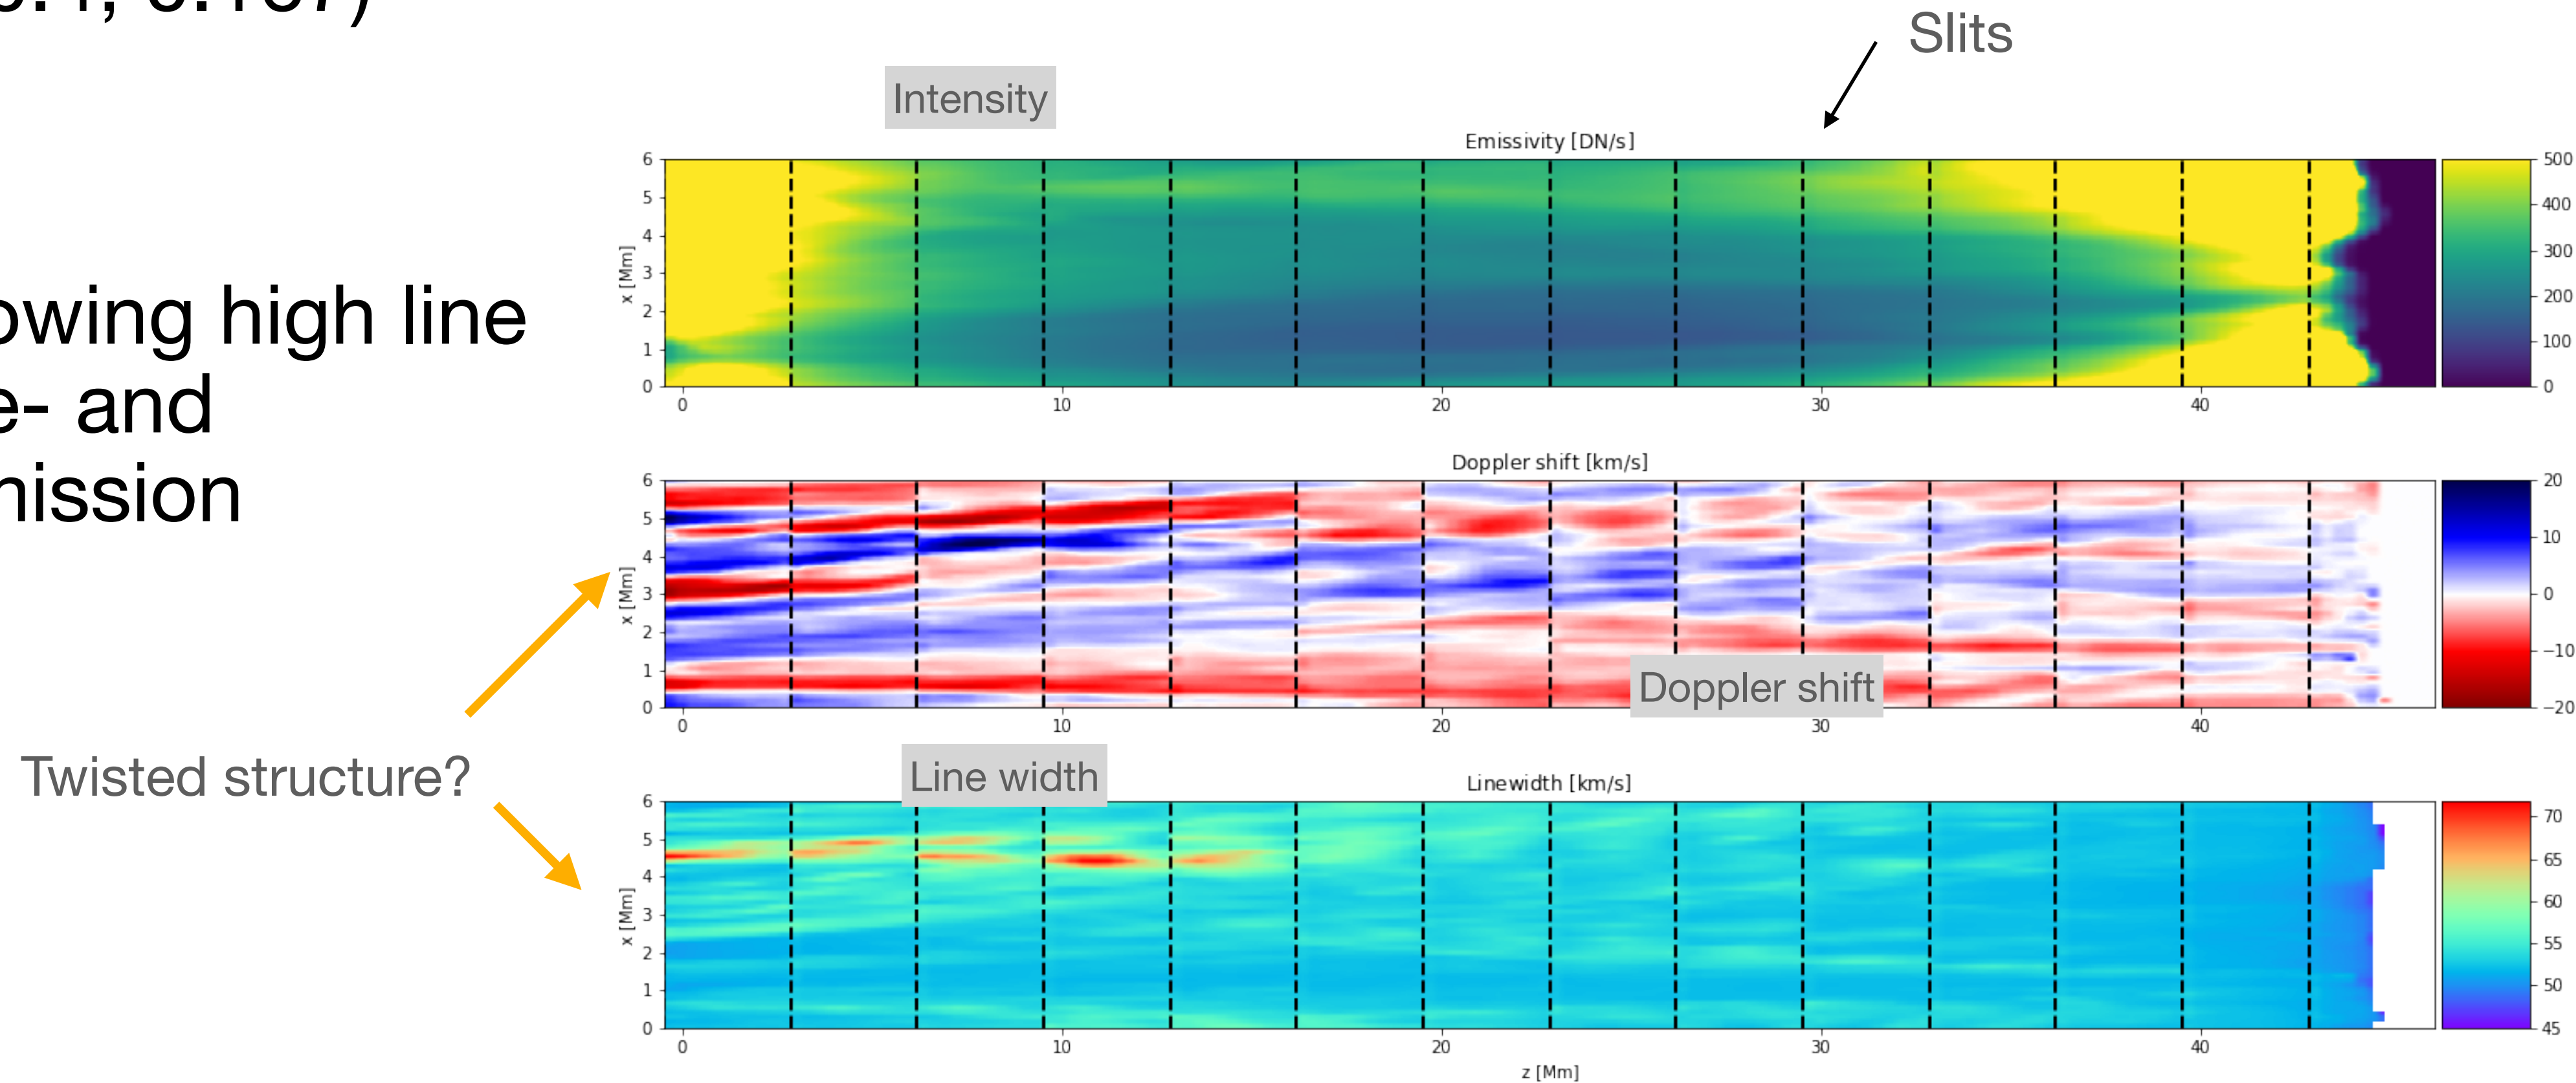 Slits
Intensity
Emissivity [DN/s]
6
5
4
3
2
1
0
x [Mm]
0 10 20 30 40
500
400
300
200
100
0
owing high line
e- and
nission
Doppler shift [km/s]
6
5
4
3
2
1
0
x [Mm]
0 10 20 30 40
20
10
0
−10
−20
Doppler shift
Twisted structure?
Line width
Linewidth [km/s]
6
5
4
3
2
1
0
x [Mm]
0 10 20 30 40
z [Mm]
70
65
60
55
50
45